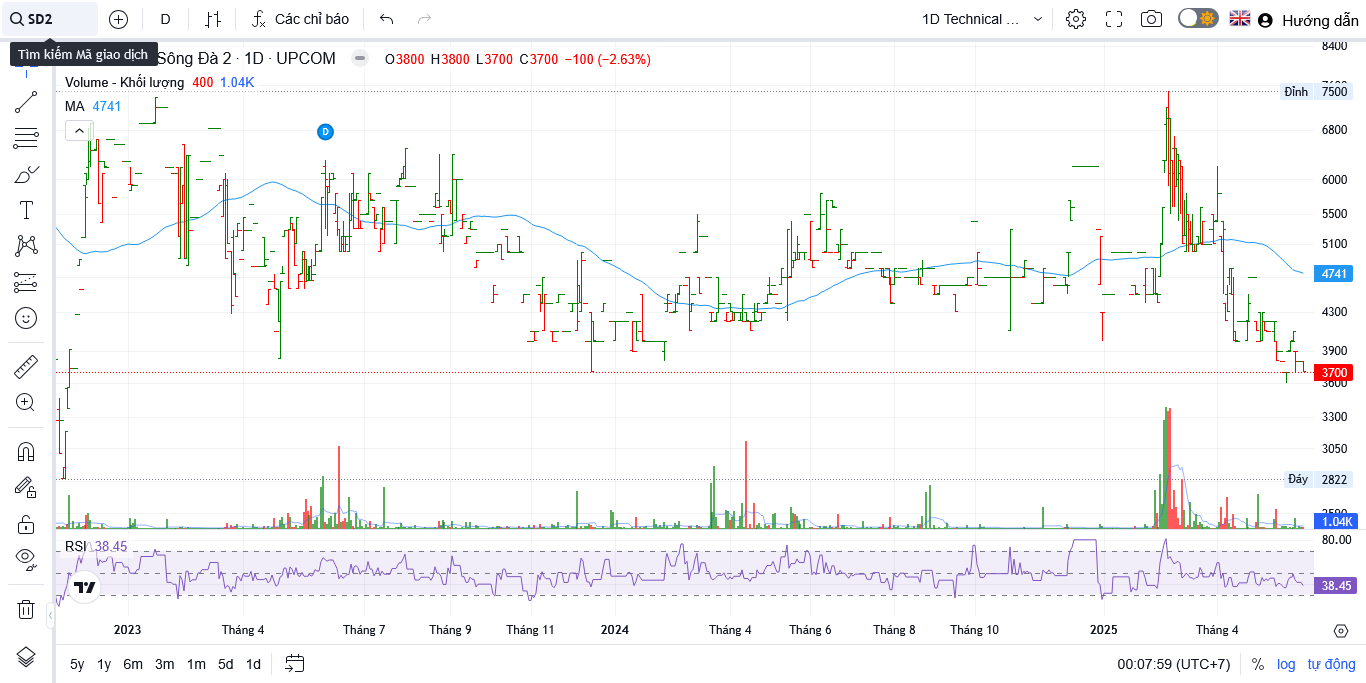 SD2
D
Các chỉ báo
1D Technical ...
Hướng dẫn
Tìm kiếm Mã giao dịch
Sông Đà 2 · 1D · UPCOM
O3800 H3800 L3700 C3700 −100 (−2.63%)
Volume - Khối lượng 400 1.04K
MA 4741
D
8400
Đỉnh 7500
6800
6000
5500
5100
4741
4300
3900
3700
3600
3300
3050
Đáy 2822
1.04K
RSI 38.45
80.00
38.45
2023
Tháng 4
Tháng 7
Tháng 9
Tháng 11
2024
Tháng 4
Tháng 6
Tháng 8
Tháng 10
2025
Tháng 4
5y 1y 6m 3m 1m 5d 1d
00:07:59 (UTC+7)
% log tự động